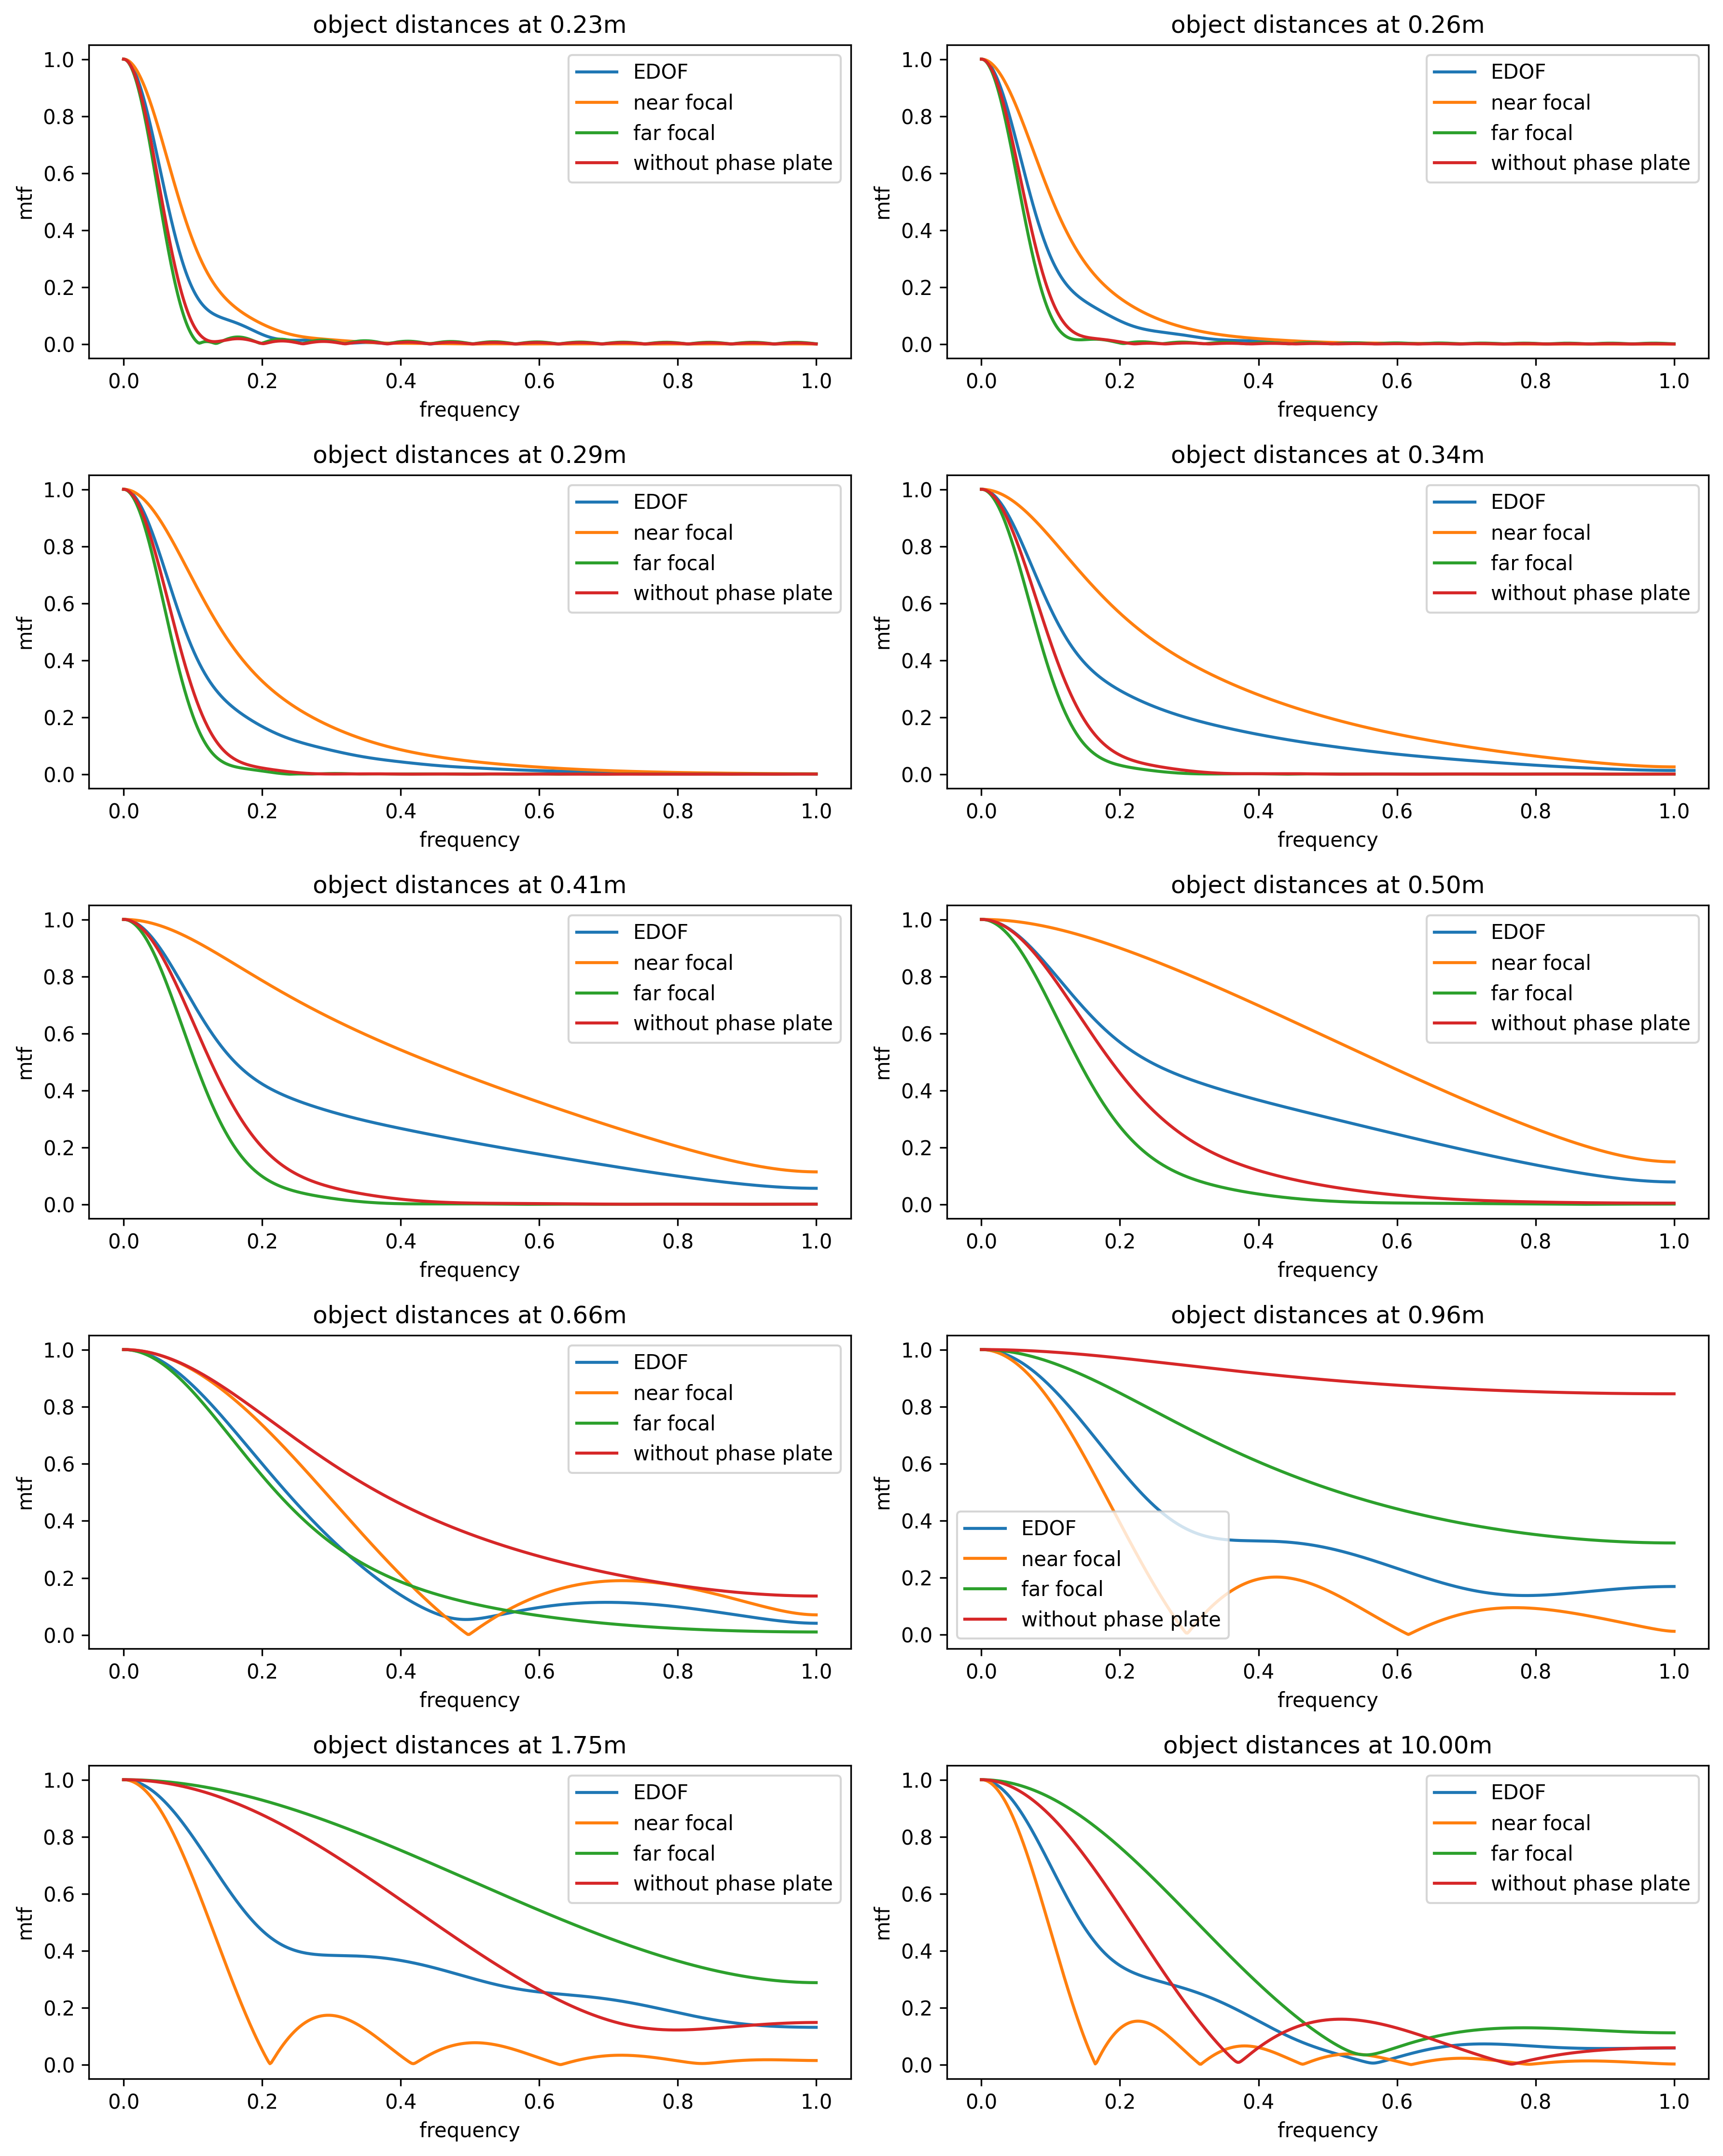 object distances at 0.23m
mtf
1.0
0.8
0.6
0.4
0.2
0.0
EDOF
near focal
far focal
without phase plate
0.0 0.2 0.4 0.6 0.8 1.0
frequency
object distances at 0.26m
mtf
1.0
0.8
0.6
0.4
0.2
0.0
EDOF
near focal
far focal
without phase plate
0.0 0.2 0.4 0.6 0.8 1.0
frequency
object distances at 0.29m
mtf
1.0
0.8
0.6
0.4
0.2
0.0
EDOF
near focal
far focal
without phase plate
0.0 0.2 0.4 0.6 0.8 1.0
frequency
object distances at 0.34m
mtf
1.0
0.8
0.6
0.4
0.2
0.0
EDOF
near focal
far focal
without phase plate
0.0 0.2 0.4 0.6 0.8 1.0
frequency
object distances at 0.41m
mtf
1.0
0.8
0.6
0.4
0.2
0.0
EDOF
near focal
far focal
without phase plate
0.0 0.2 0.4 0.6 0.8 1.0
frequency
object distances at 0.50m
mtf
1.0
0.8
0.6
0.4
0.2
0.0
EDOF
near focal
far focal
without phase plate
0.0 0.2 0.4 0.6 0.8 1.0
frequency
object distances at 0.66m
mtf
1.0
0.8
0.6
0.4
0.2
0.0
EDOF
near focal
far focal
without phase plate
0.0 0.2 0.4 0.6 0.8 1.0
frequency
object distances at 0.96m
mtf
1.0
0.8
0.6
0.4
0.2
0.0
EDOF
near focal
far focal
without phase plate
0.0 0.2 0.4 0.6 0.8 1.0
frequency
object distances at 1.75m
mtf
1.0
0.8
0.6
0.4
0.2
0.0
EDOF
near focal
far focal
without phase plate
0.0 0.2 0.4 0.6 0.8 1.0
frequency
object distances at 10.00m
mtf
1.0
0.8
0.6
0.4
0.2
0.0
EDOF
near focal
far focal
without phase plate
0.0 0.2 0.4 0.6 0.8 1.0
frequency